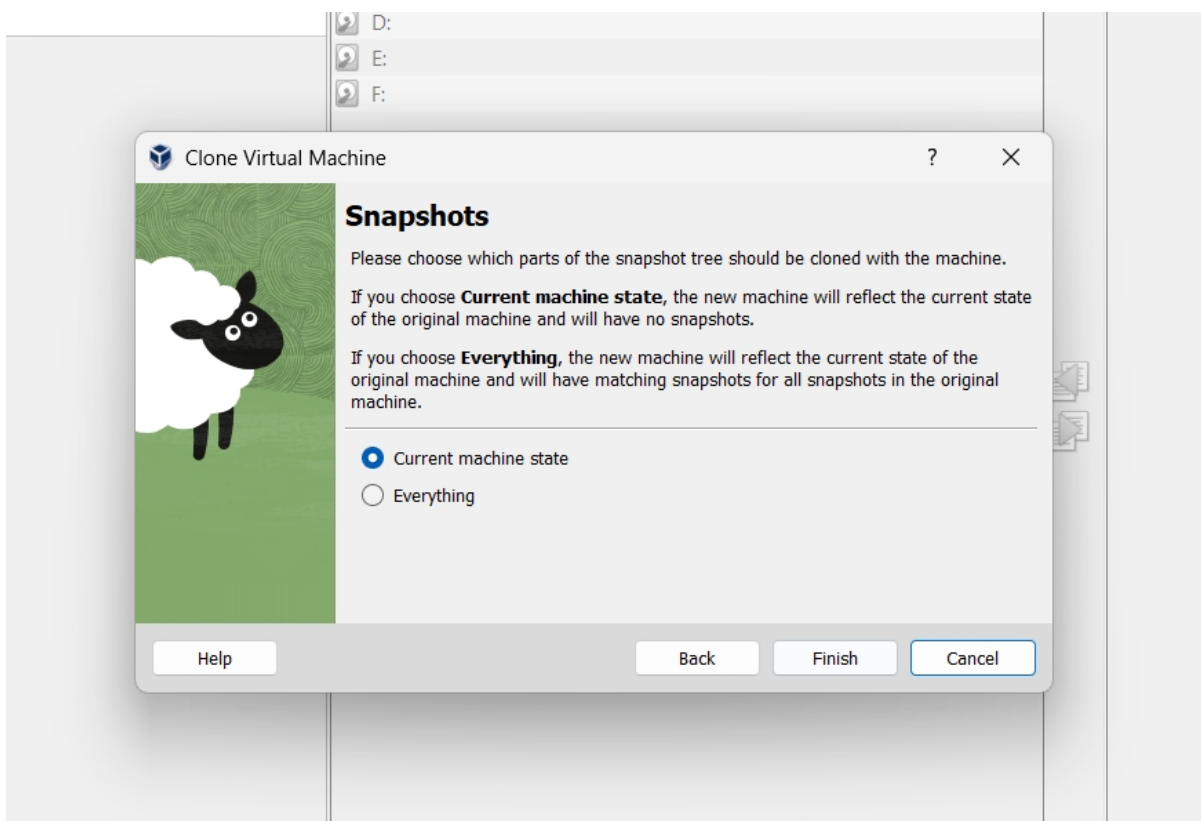 D:
E:
F:
Clone Virtual Machine
?
Snapshots
Please choose which parts of the snapshot tree should be cloned with the machine.
If you choose Current machine state, the new machine will reflect the current state
of the original machine and will have no snapshots.
If you choose Everything, the new machine will reflect the current state of the
original machine and will have matching snapshots for all snapshots in the original
machine.
Current machine state
Everything
Help
Back
Finish
Cancel